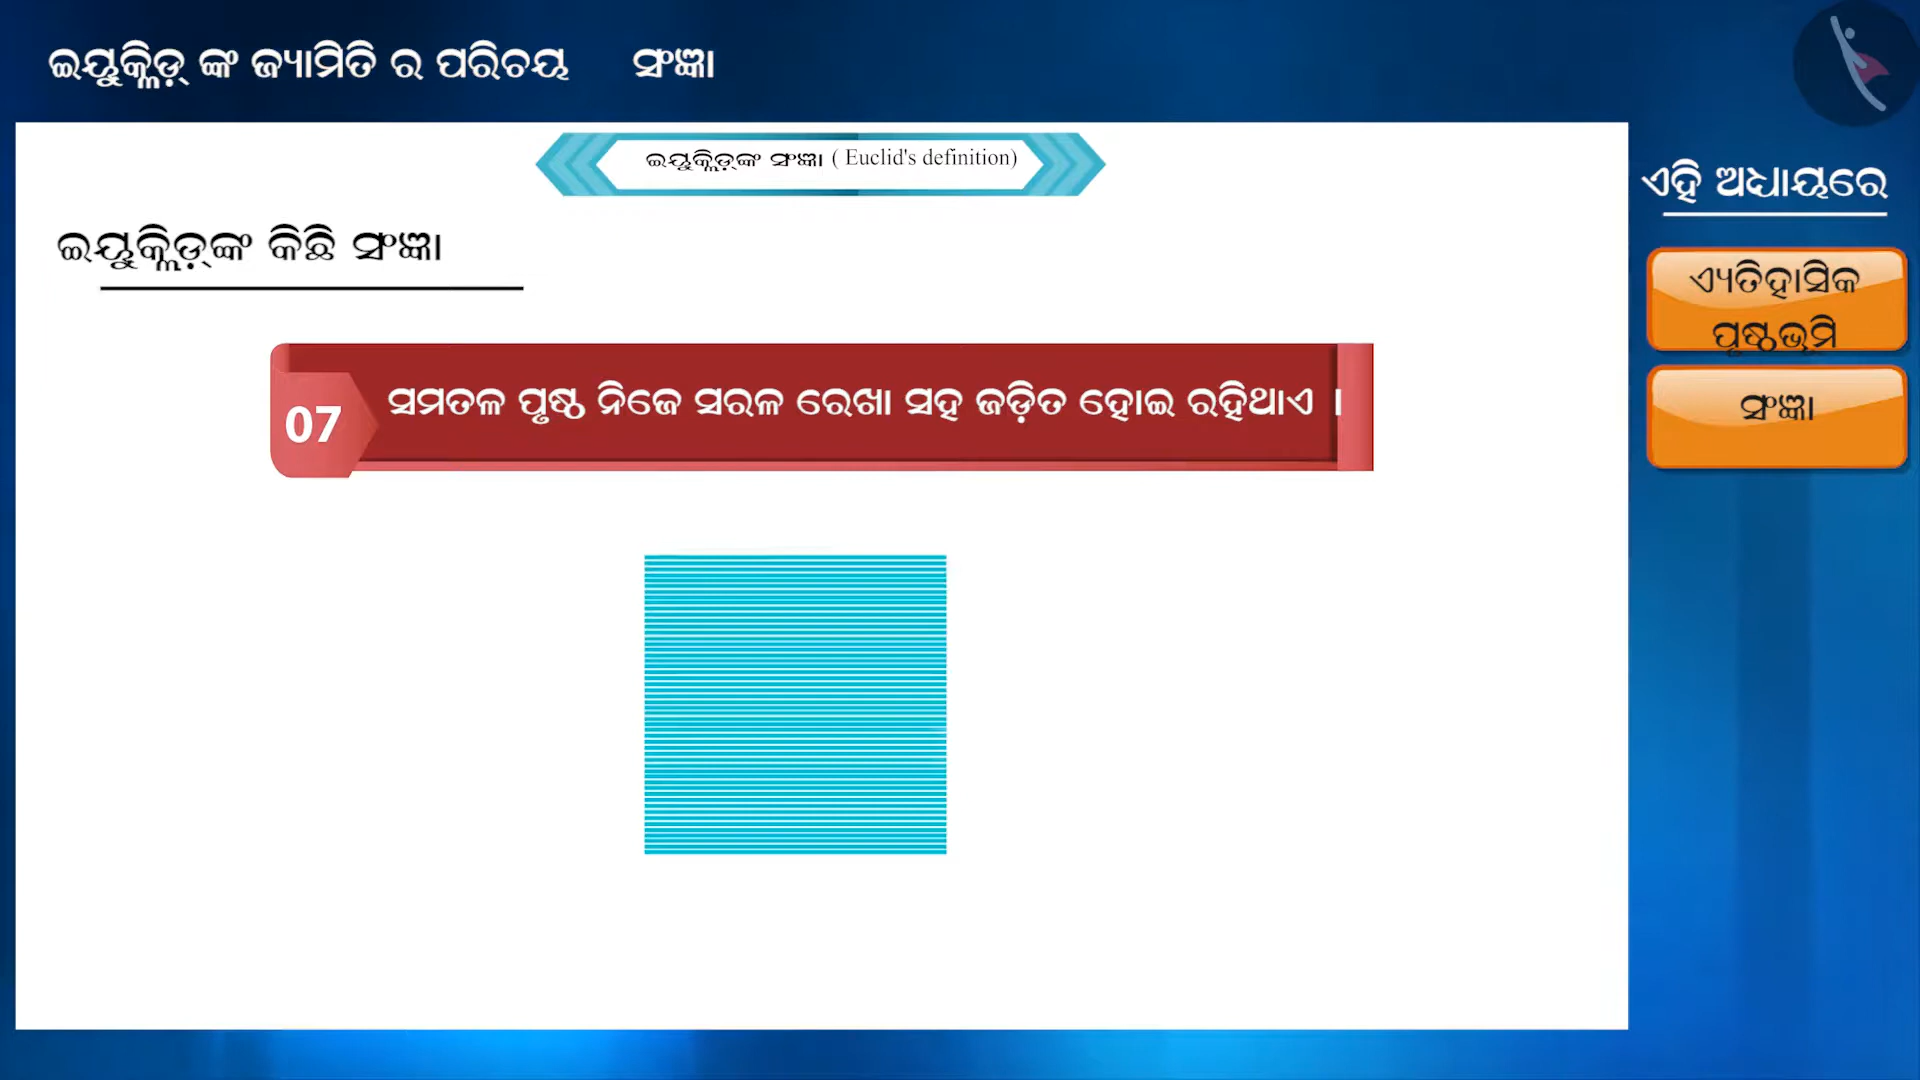 ଇୟୁକ୍ଲିଡ଼୍ ଙ୍କ ଜ୍ୟାମିତି ର ପରିଚୟ ସଂଜ୍ଞା
ଇୟୁକ୍ଲିଡ଼୍‌ଙ୍କ ସଂଜ୍ଞା ( Euclid's definition)
ଇୟୁକ୍ଲିଡ଼୍‌ଙ୍କ କିଛି ସଂଜ୍ଞା
07 ସମତଳ ପୃଷ୍ଠ ନିଜେ ସରଳ ରେଖା ସହ ଜଡ଼ିତ ହୋଇ ରହିଥାଏ ।
ଏହି ଅଧ୍ୟାୟରେ
ଐତିହାସିକ
ପୃଷ୍ଠଭୂମି
ସଂଜ୍ଞା